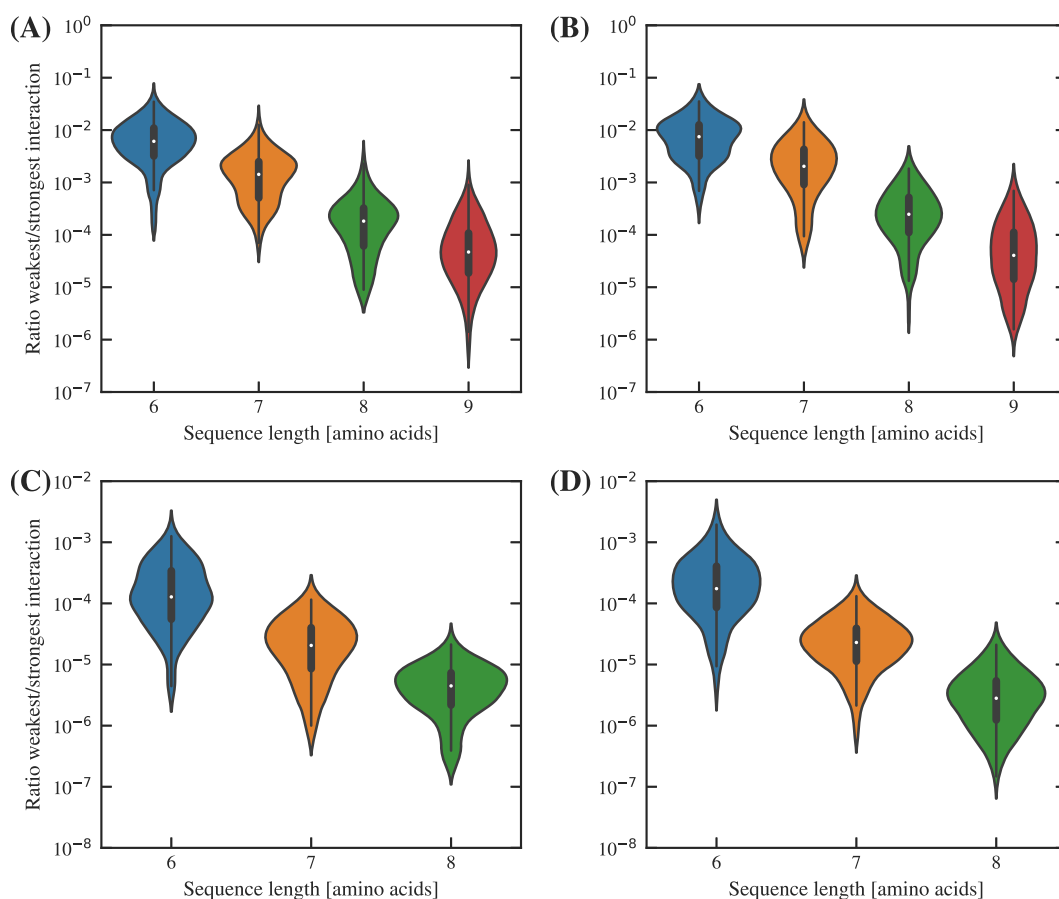 (A)
10⁰
10⁻¹
10⁻²
10⁻³
10⁻⁴
10⁻⁵
10⁻⁶
10⁻⁷
Ratio weakest/strongest interaction
6 7 8 9
Sequence length [amino acids]
(B)
10⁰
10⁻¹
10⁻²
10⁻³
10⁻⁴
10⁻⁵
10⁻⁶
10⁻⁷
6 7 8 9
Sequence length [amino acids]
(C)
10⁻²
10⁻³
10⁻⁴
10⁻⁵
10⁻⁶
10⁻⁷
10⁻⁸
Ratio weakest/strongest interaction
6 7 8
Sequence length [amino acids]
(D)
10⁻²
10⁻³
10⁻⁴
10⁻⁵
10⁻⁶
10⁻⁷
10⁻⁸
6 7 8
Sequence length [amino acids]